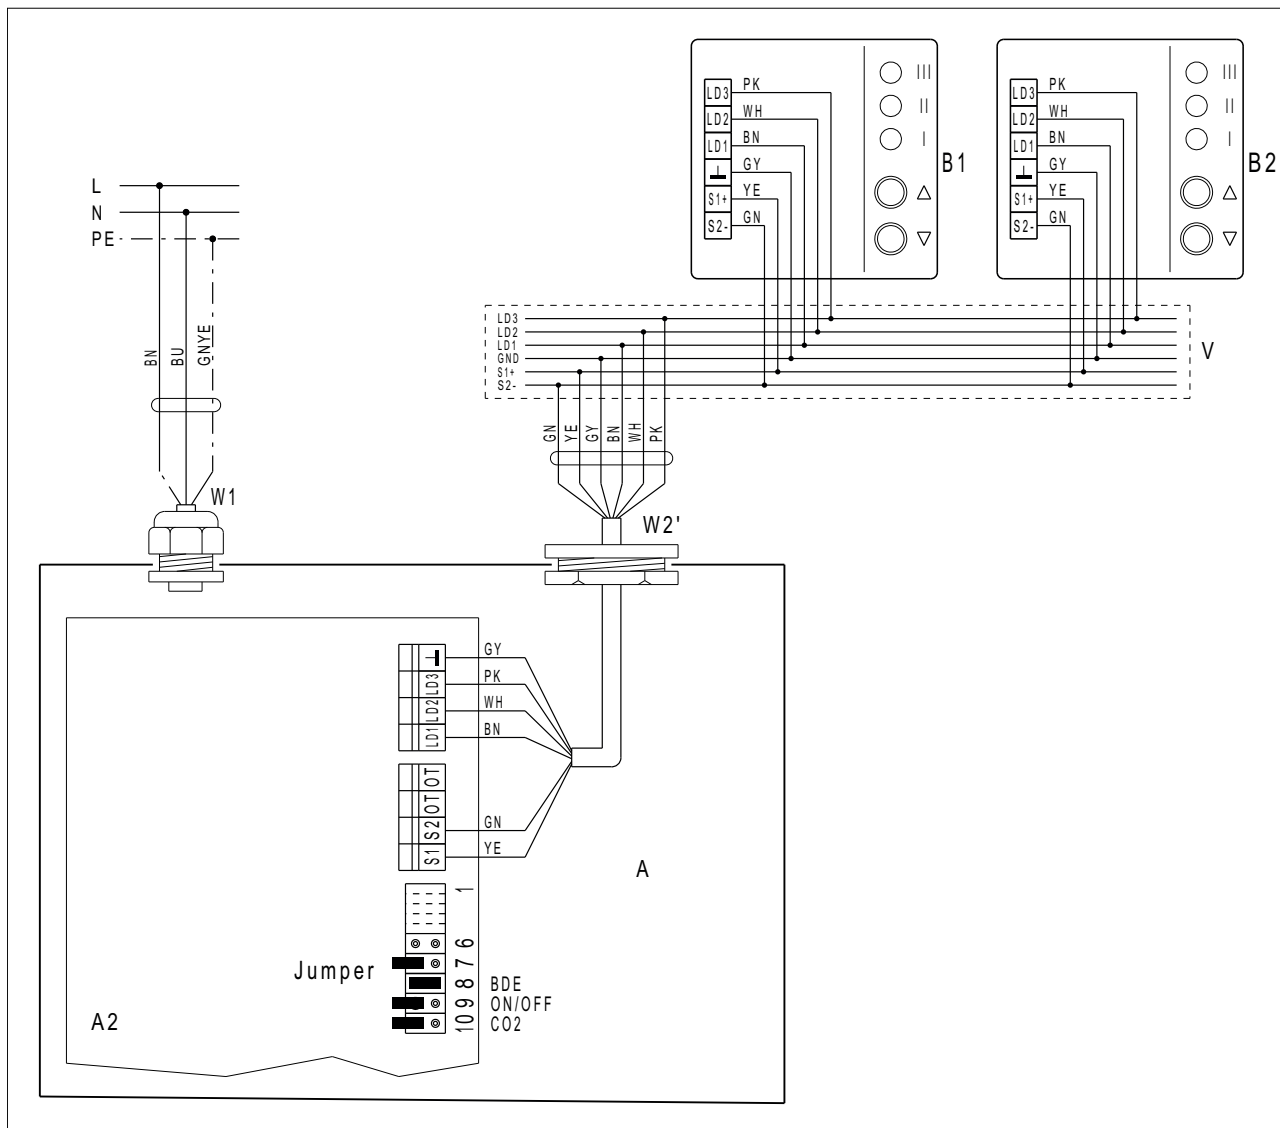 LD3 PK
LD2 WH
LD1 BN
GY
S1+ YE
S2- GN
III
II
I
B1
LD3 PK
LD2 WH
LD1 BN
GY
S1+ YE
S2- GN
III
II
I
B2
L
N
PE
BN
BU
GNYE
W1
LD3
LD2
LD1
GND
S1+
S2-
V
GN
YE
GY
BN
WH
PK
W2'
GY
LD3 PK
LD2 WH
LD1 BN
OT
OT
S2 GN
S1 YE
A
1
6
7
8 BDE
9 ON/OFF
10 CO2
Jumper
A2